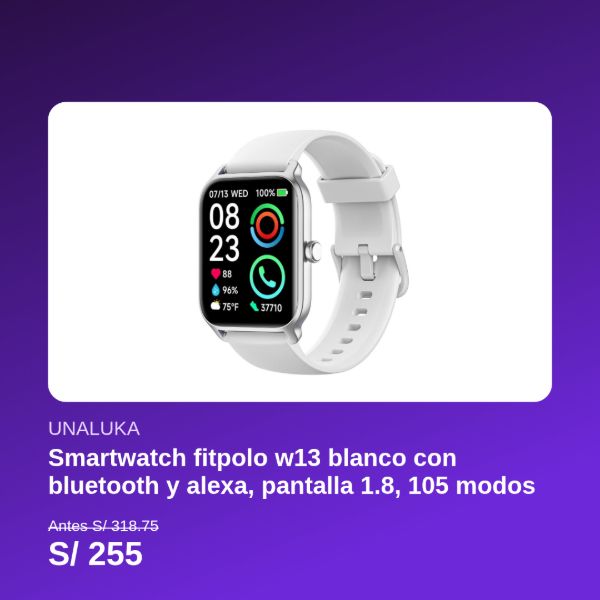 07/13 WED 100%
08
23
88
96%
75°F
37710
UNALUKA
Smartwatch fitpolo w13 blanco con
bluetooth y alexa, pantalla 1.8, 105 modos
Antes S/ 318.75
S/ 255